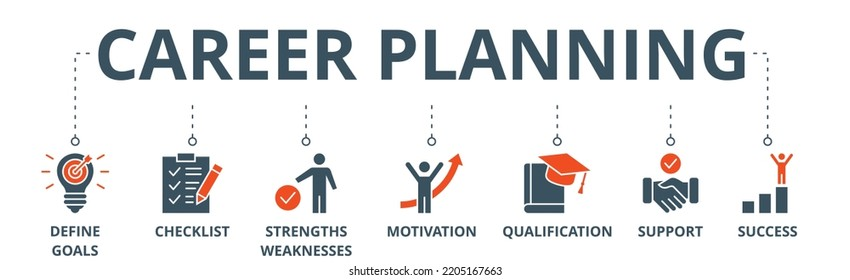 CAREER PLANNING
DEFINE
GOALS
CHECKLIST
STRENGTHS
WEAKNESSES
MOTIVATION
QUALIFICATION
SUPPORT
SUCCESS
shutterstock.com · 2205167663